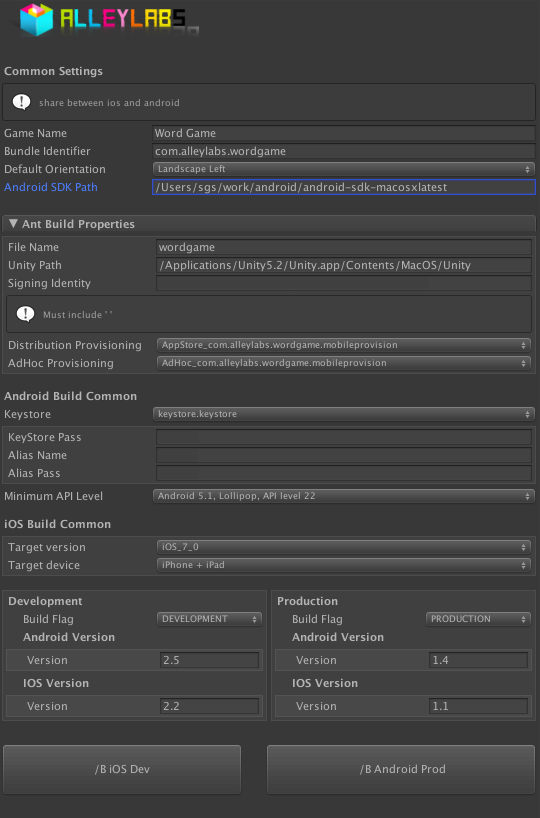 ALLEYLABS
Common Settings
share between ios and android
Game Name Word Game
Bundle Identifier com.alleylabs.wordgame
Default Orientation Landscape Left
Android SDK Path /Users/sgs/work/android/android-sdk-macosxlatest
Ant Build Properties
File Name wordgame
Unity Path /Applications/Unity5.2/Unity.app/Contents/MacOS/Unity
Signing Identity
Must include ' '
Distribution Provisioning AppStore_com.alleylabs.wordgame.mobileprovision
AdHoc Provisioning AdHoc_com.alleylabs.wordgame.mobileprovision
Android Build Common
Keystore keystore.keystore
KeyStore Pass
Alias Name
Alias Pass
Minimum API Level Android 5.1, Lollipop, API level 22
iOS Build Common
Target version iOS_7_0
Target device iPhone + iPad
Development
Build Flag DEVELOPMENT
Android Version
Version 2.5
IOS Version
Version 2.2
Production
Build Flag PRODUCTION
Android Version
Version 1.4
IOS Version
Version 1.1
/B iOS Dev
/B Android Prod